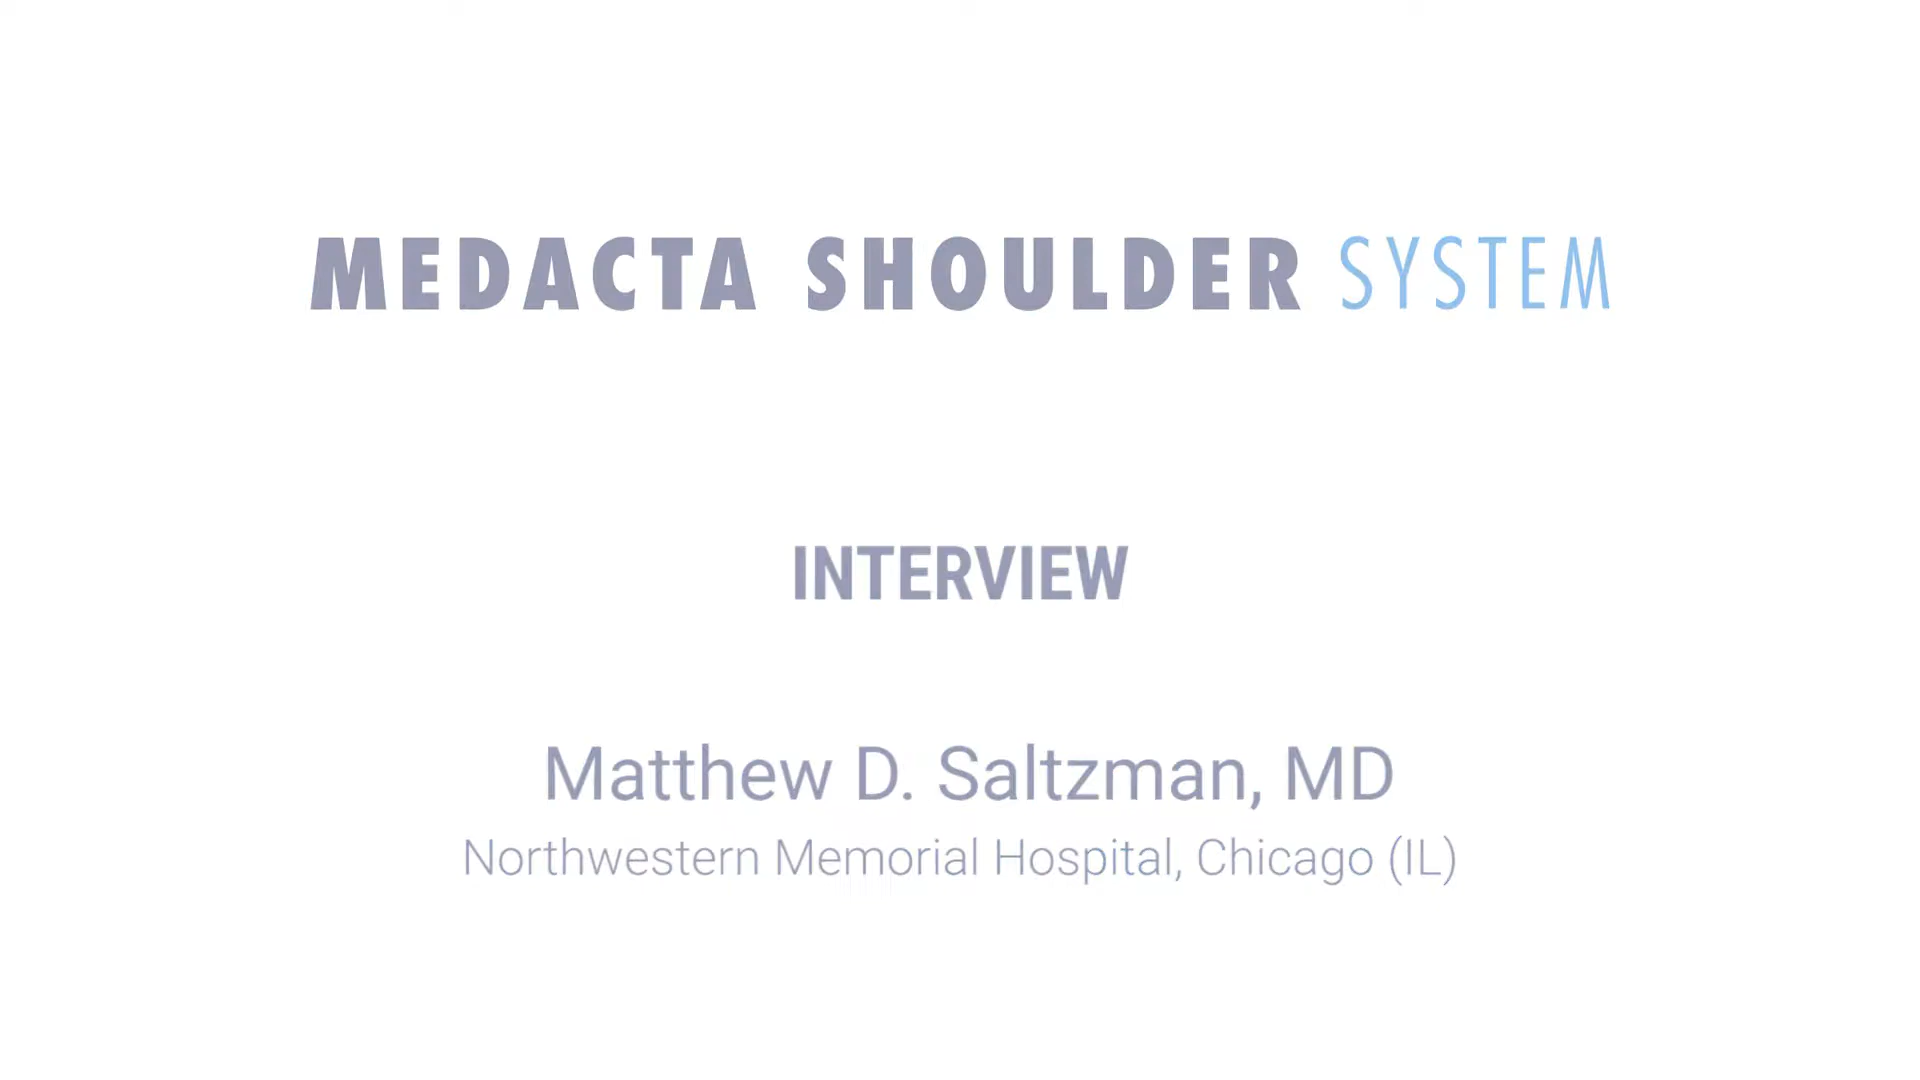 MEDACTA SHOULDER SYSTEM
INTERVIEW
Matthew D. Saltzman, MD
Northwestern Memorial Hospital, Chicago (IL)